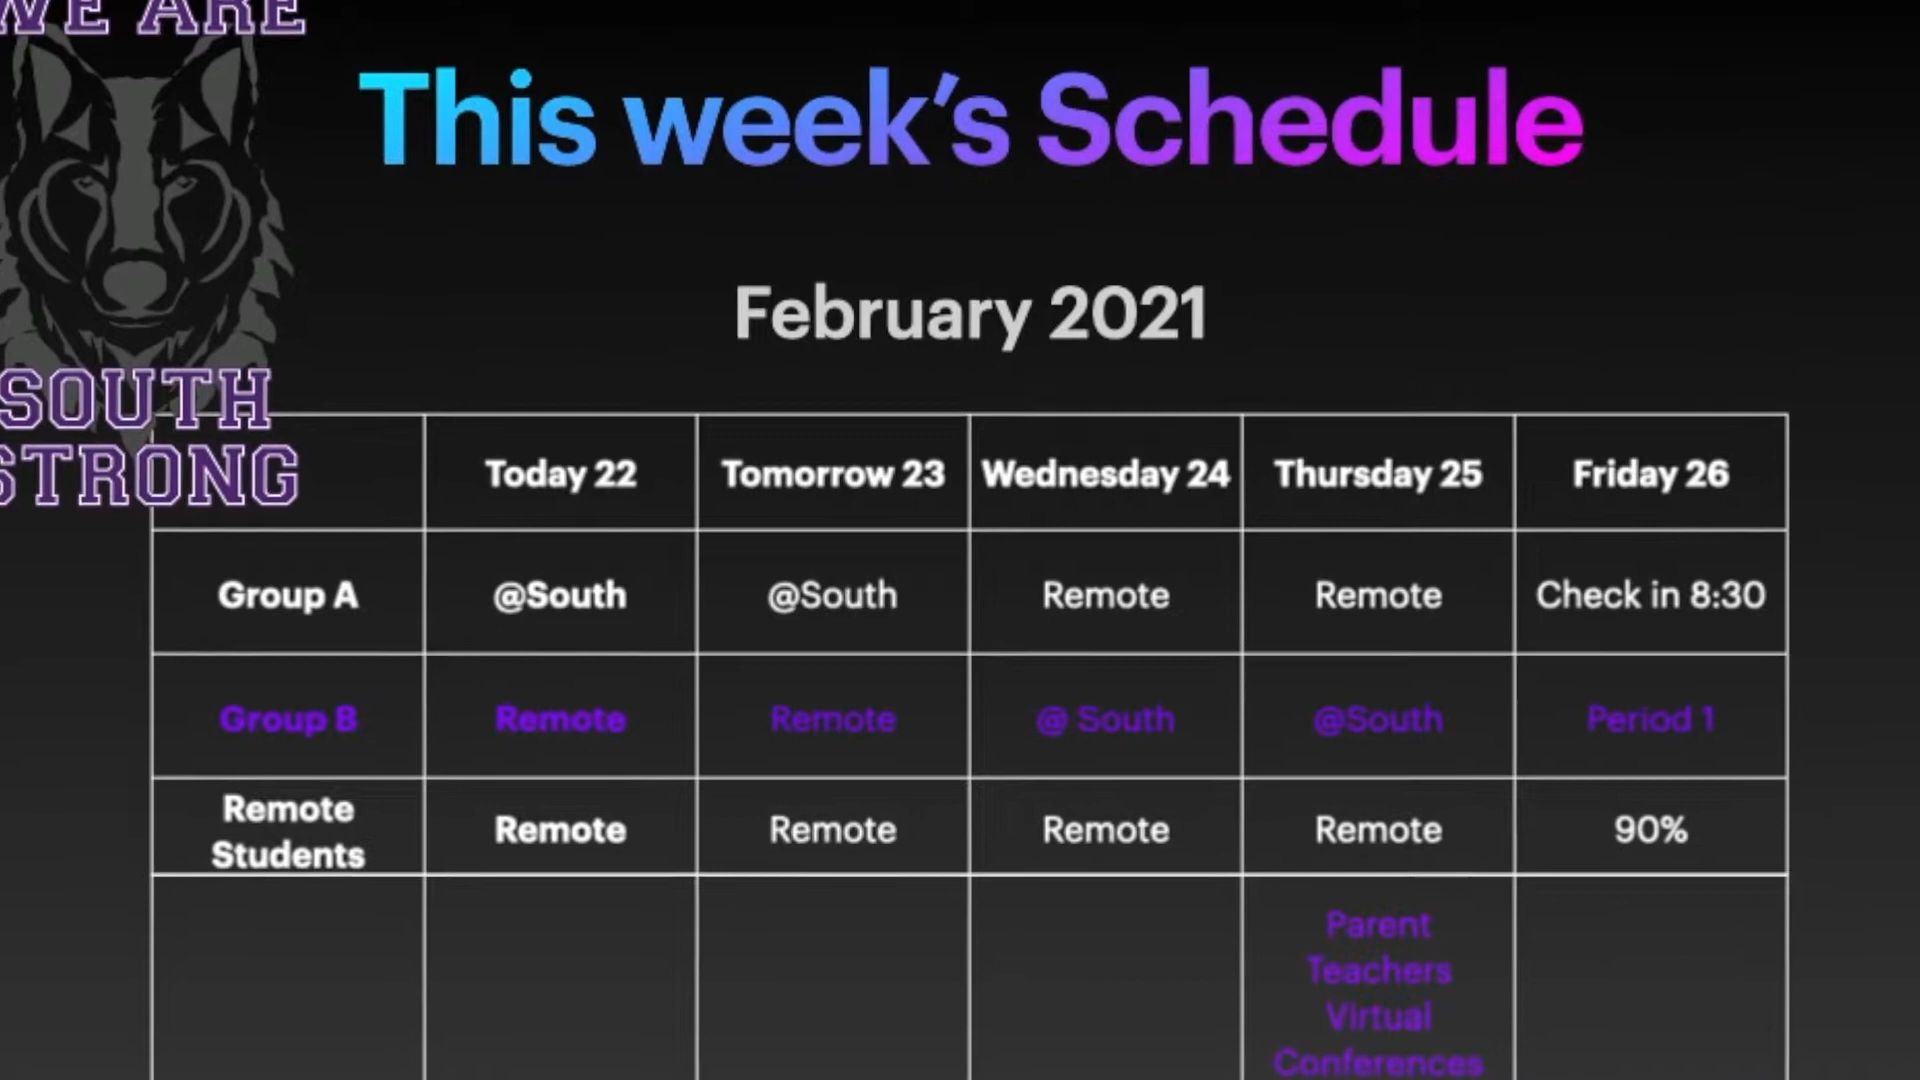 WE ARE
This week's Schedule
February 2021
SOUTH
STRONG
Today 22 Tomorrow 23 Wednesday 24 Thursday 25 Friday 26
Group A @South @South Remote Remote Check in 8:30
Group B Remote Remote @ South @South Period 1
Remote
Students
Remote Remote Remote Remote 90%
Parent
Teachers
Virtual
Conferences